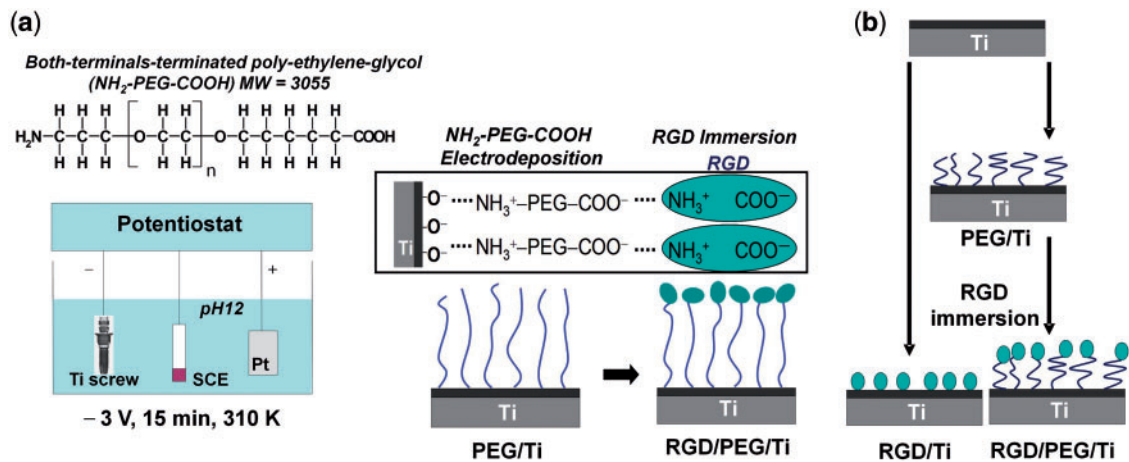 (a)
Both-terminals-terminated poly-ethylene-glycol
(NH₂-PEG-COOH) MW = 3055
H H H H H H H H H H
H₂N–C–C–C–O–C–C–O–C–C–C–C–C–COOH
H H H H H H H H H H
n
Potentiostat
– +
pH12
Pt
Ti screw SCE
– 3 V, 15 min, 310 K
NH₂-PEG-COOH
Electrodeposition
RGD Immersion
RGD
Ti
–O⁻ ···· NH₃⁺–PEG–COO⁻ ···· NH₃⁺ COO⁻
–O⁻
–O⁻ ···· NH₃⁺–PEG–COO⁻ ···· NH₃⁺ COO⁻
Ti
PEG/Ti
Ti
RGD/PEG/Ti
(b)
Ti
Ti
PEG/Ti
RGD
immersion
Ti
RGD/Ti
Ti
RGD/PEG/Ti